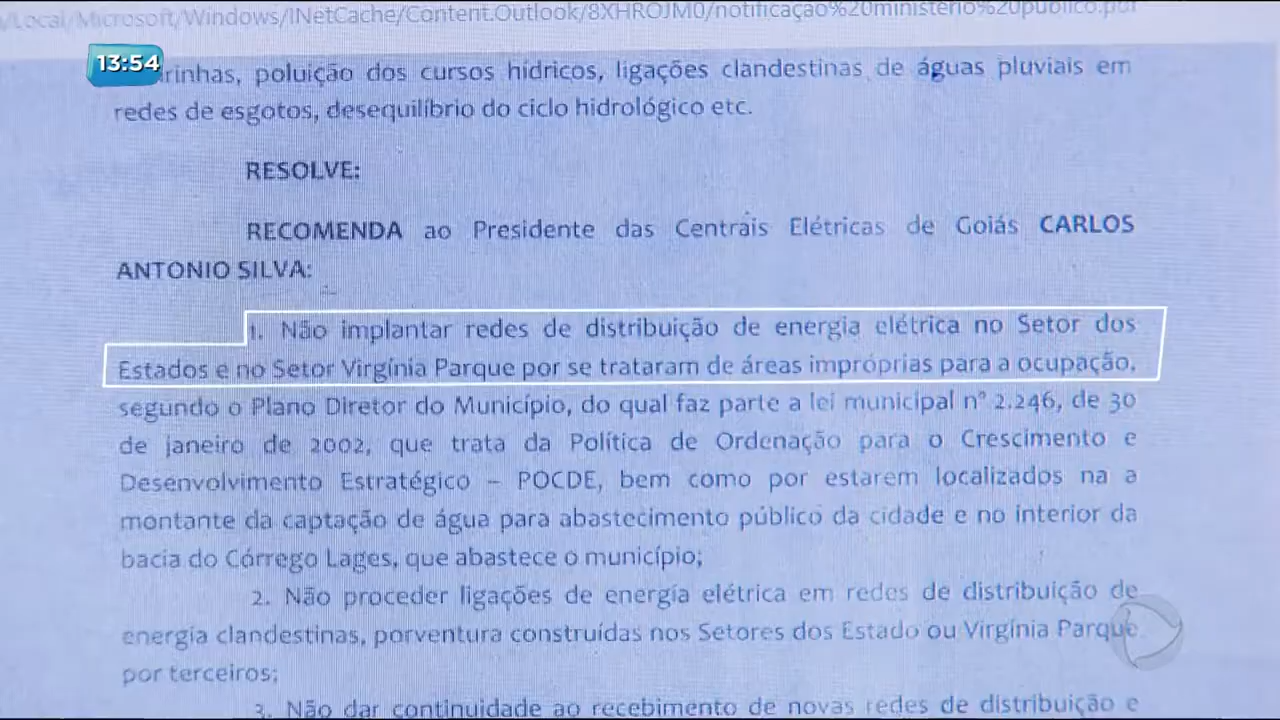 /Local/Microsoft/Windows/INetCache/Content.Outlook/8XHROJM0/notificação%20ministério%20público.pdf
13:54
rinhas, poluição dos cursos hídricos, ligações clandestinas de águas pluviais em
redes de esgotos, desequilíbrio do ciclo hidrológico etc.
RESOLVE:
RECOMENDA ao Presidente das Centrais Elétricas de Goiás CARLOS
ANTONIO SILVA:
1. Não implantar redes de distribuição de energia elétrica no Setor dos
Estados e no Setor Virgínia Parque por se trataram de áreas impróprias para a ocupação,
segundo o Plano Diretor do Município, do qual faz parte a lei municipal nº 2.246, de 30
de janeiro de 2002, que trata da Política de Ordenação para o Crescimento e
Desenvolvimento Estratégico – POCDE, bem como por estarem localizados na a
montante da captação de água para abastecimento público da cidade e no interior da
bacia do Córrego Lages, que abastece o município;
2. Não proceder ligações de energía elétrica em redes de distribuição de
energía clandestinas, porventura construídas nos Setores dos Estado ou Virgínia Parque
por terceiros;
3. Não dar continuidade ao recebimento de novas redes de distribuição e